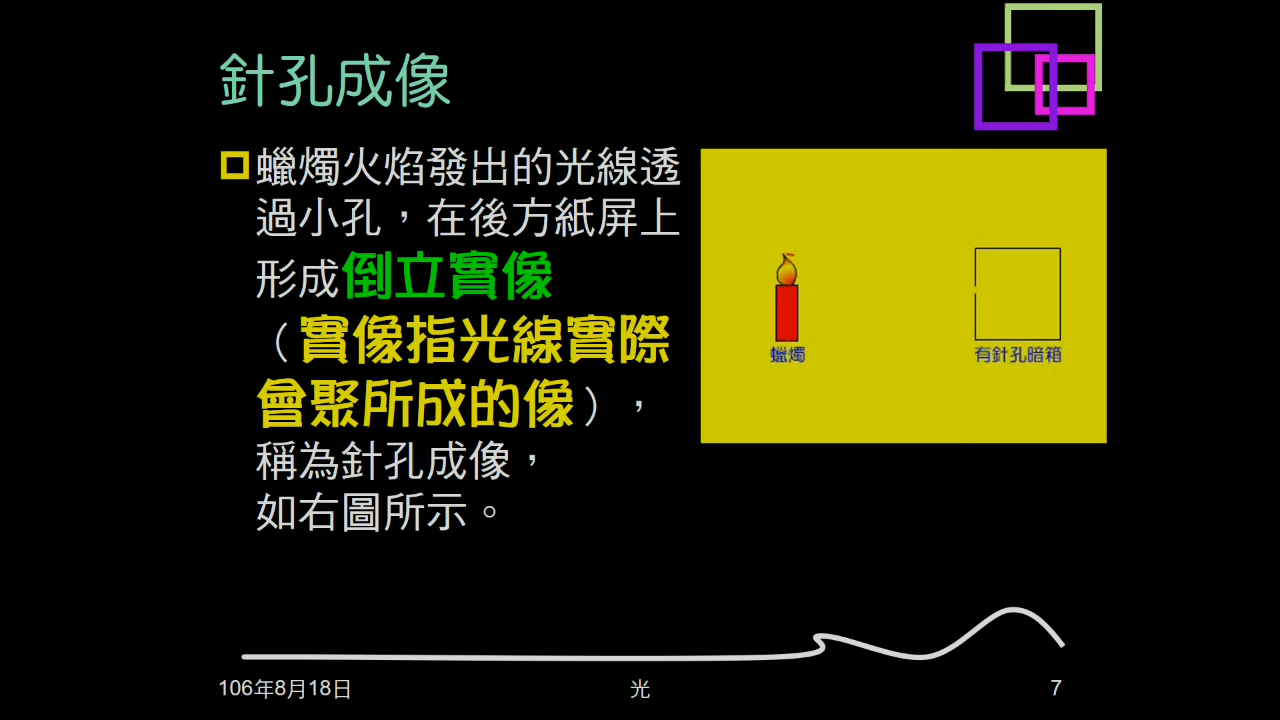 針孔成像
蠟燭火焰發出的光線透
過小孔，在後方紙屏上
形成倒立實像
（實像指光線實際
會聚所成的像），
稱為針孔成像，
如右圖所示。
蠟燭
有針孔暗箱
106年8月18日
光
7